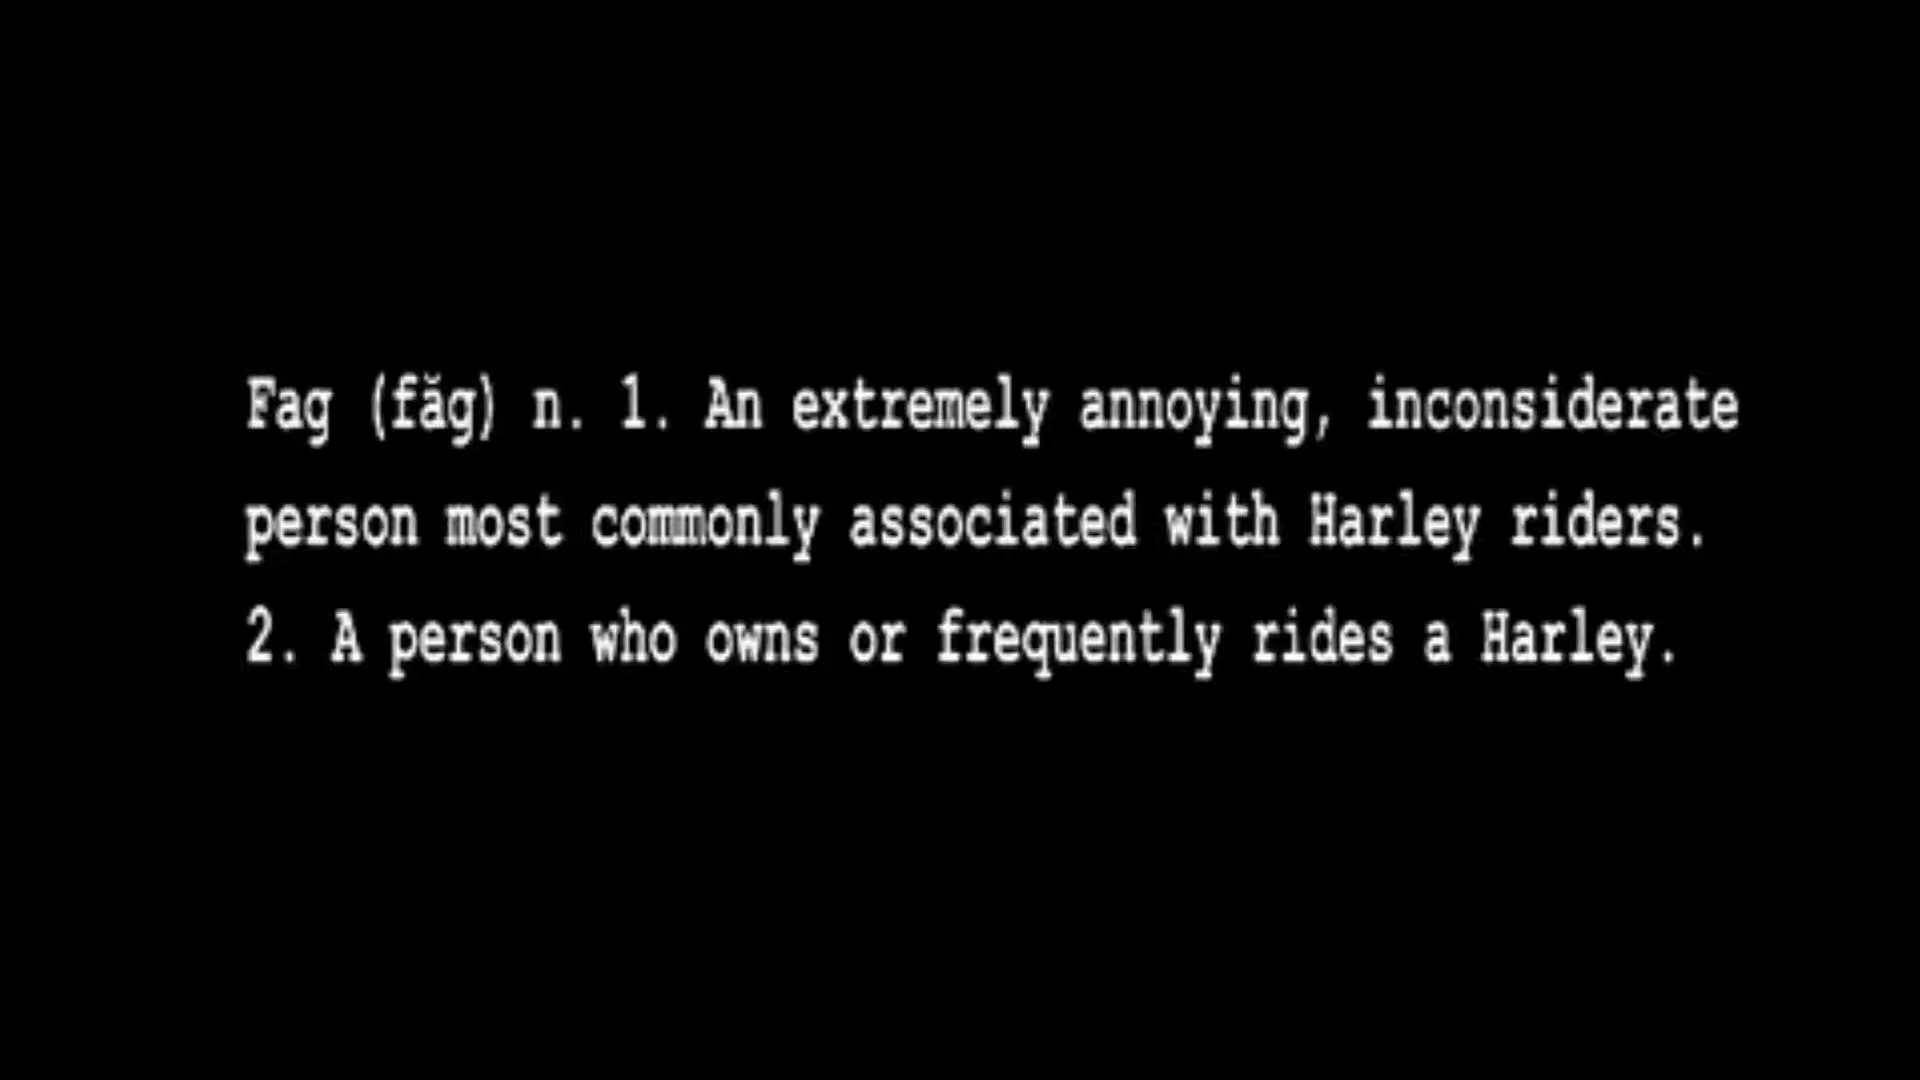 Fag (făg) n. 1. An extremely annoying, inconsiderate
person most commonly associated with Harley riders.
2. A person who owns or frequently rides a Harley.